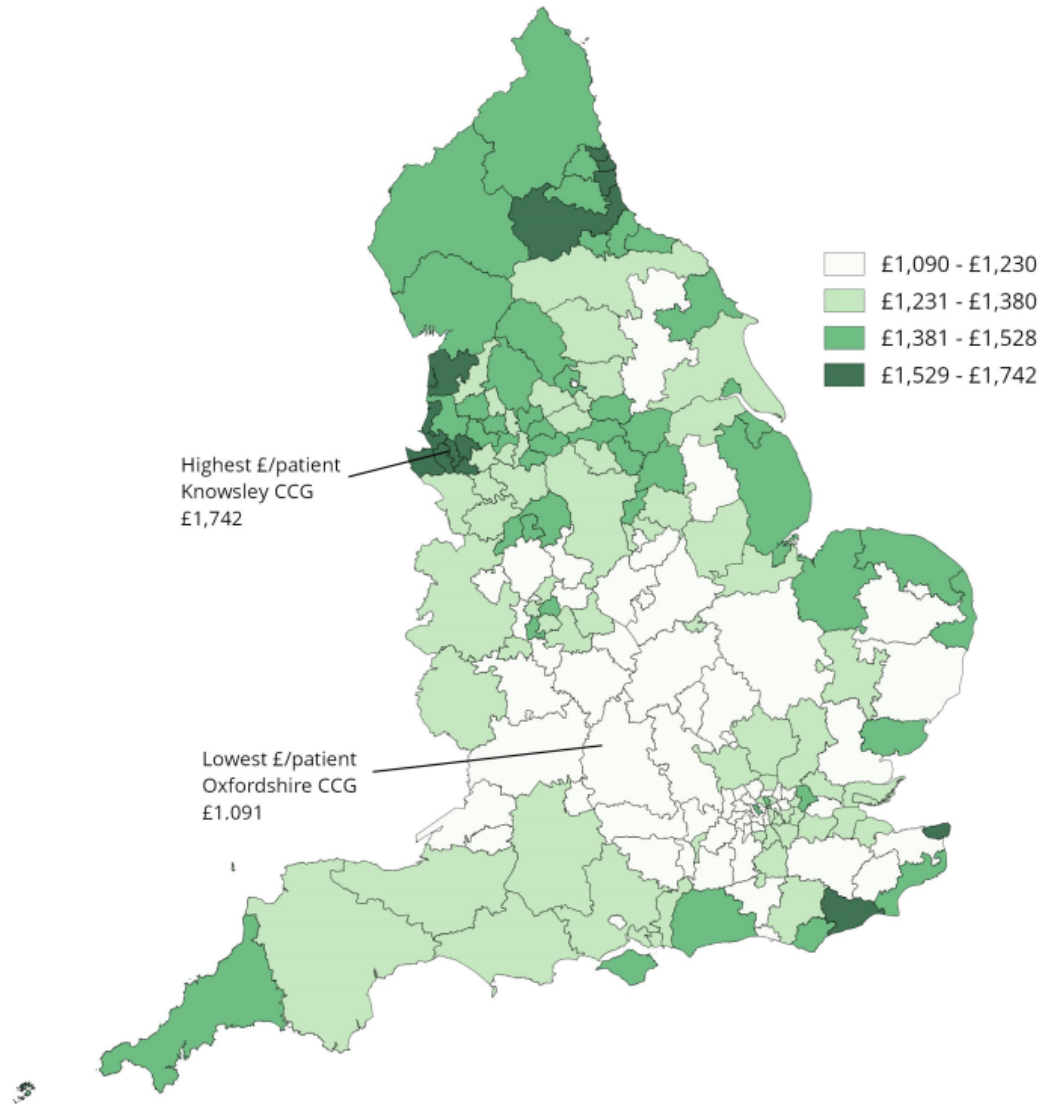 £1,090 - £1,230
£1,231 - £1,380
£1,381 - £1,528
£1,529 - £1,742
Highest £/patient
Knowsley CCG
£1,742
Lowest £/patient
Oxfordshire CCG
£1.091